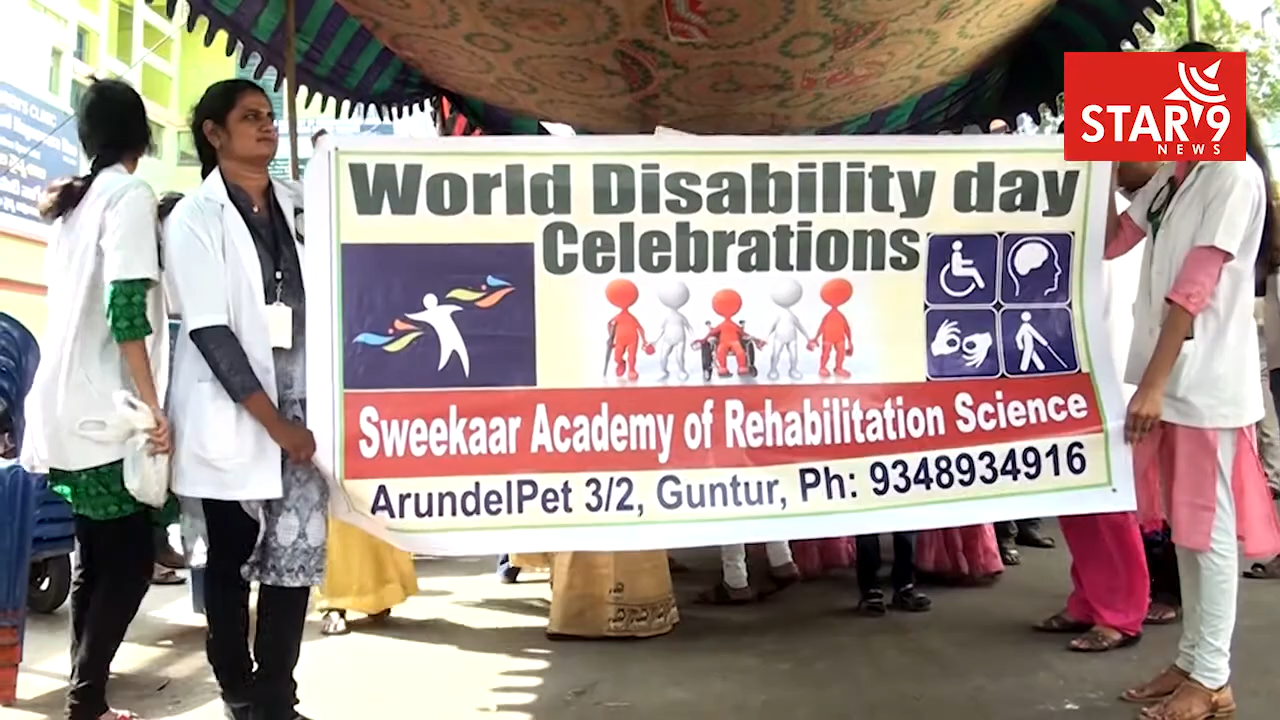 STAR 9
NEWS
World Disability day
Celebrations
Sweekaar Academy of Rehabilitation Science
ArundelPet 3/2, Guntur, Ph: 9348934916